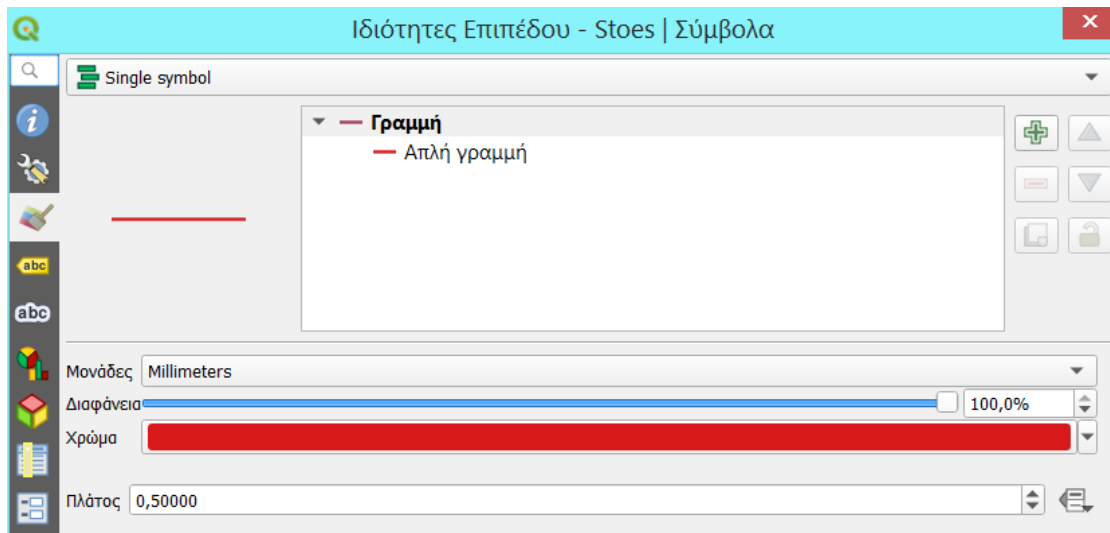 Ιδιότητες Επιπέδου - Stoes | Σύμβολα
Single symbol
Γραμμή
Απλή γραμμή
abc
abc
Μονάδες Millimeters
Διαφάνεια 100,0%
Χρώμα
Πλάτος 0,50000